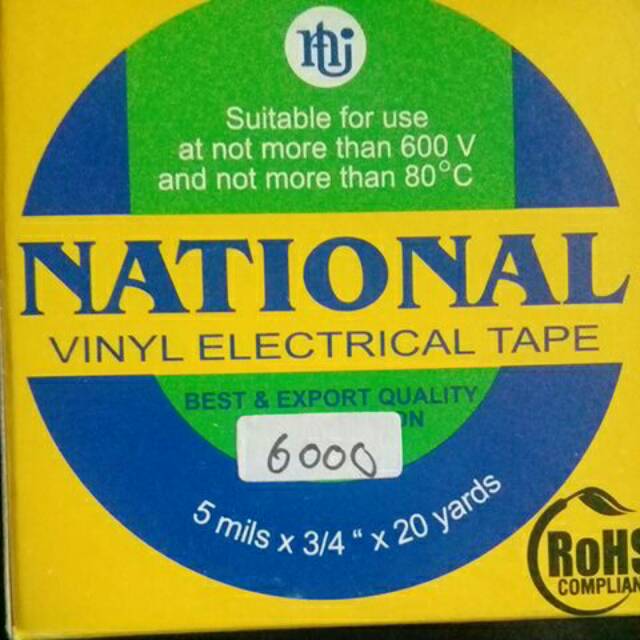 Suitable for use
at not more than 600 V
and not more than 80°C
NATIONAL
VINYL ELECTRICAL TAPE
BEST & EXPORT QUALITY
6000
5 mils x 3/4 “ x 20 yards
RoHS
COMPLIAN